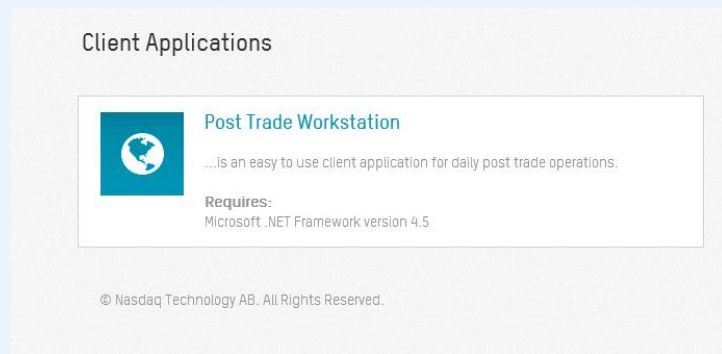 Client Applications
Post Trade Workstation
...is an easy to use client application for daily post trade operations.
Requires:
Microsoft .NET Framework version 4.5
© Nasdaq Technology AB. All Rights Reserved.